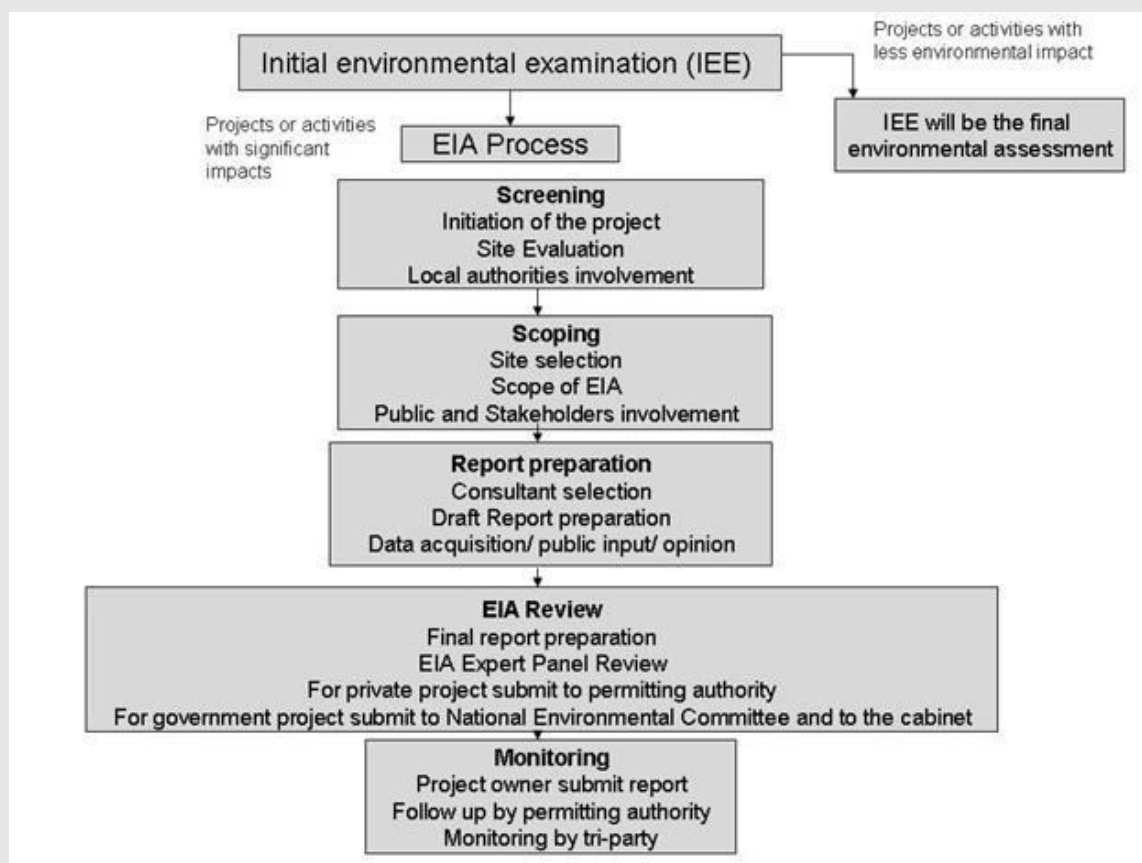 Projects or activities with
less environmental impact
Initial environmental examination (IEE)
IEE will be the final
environmental assessment
Projects or activities
with significant
impacts
EIA Process
Screening
Initiation of the project
Site Evaluation
Local authorities involvement
Scoping
Site selection
Scope of EIA
Public and Stakeholders involvement
Report preparation
Consultant selection
Draft Report preparation
Data acquisition/ public input/ opinion
EIA Review
Final report preparation
EIA Expert Panel Review
For private project submit to permitting authority
For government project submit to National Environmental Committee and to the cabinet
Monitoring
Project owner submit report
Follow up by permitting authority
Monitoring by tri-party